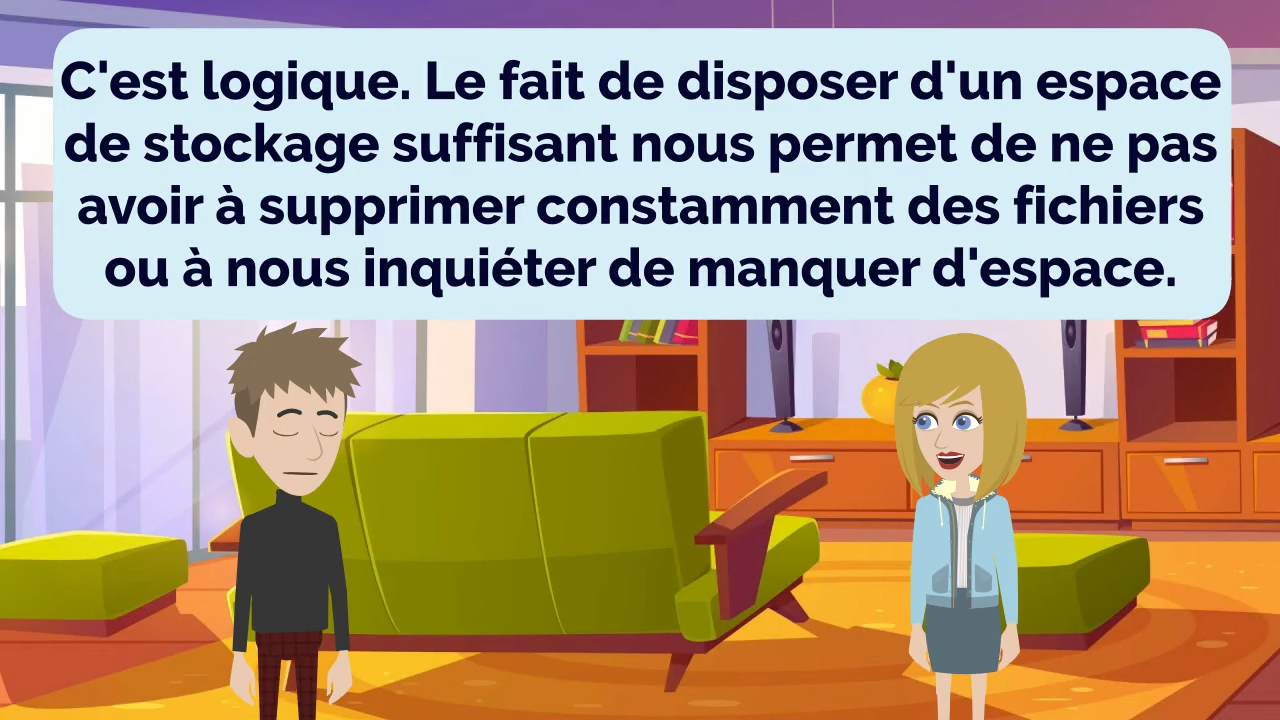 C'est logique. Le fait de disposer d'un espace
de stockage suffisant nous permet de ne pas
avoir à supprimer constamment des fichiers
ou à nous inquiéter de manquer d'espace.